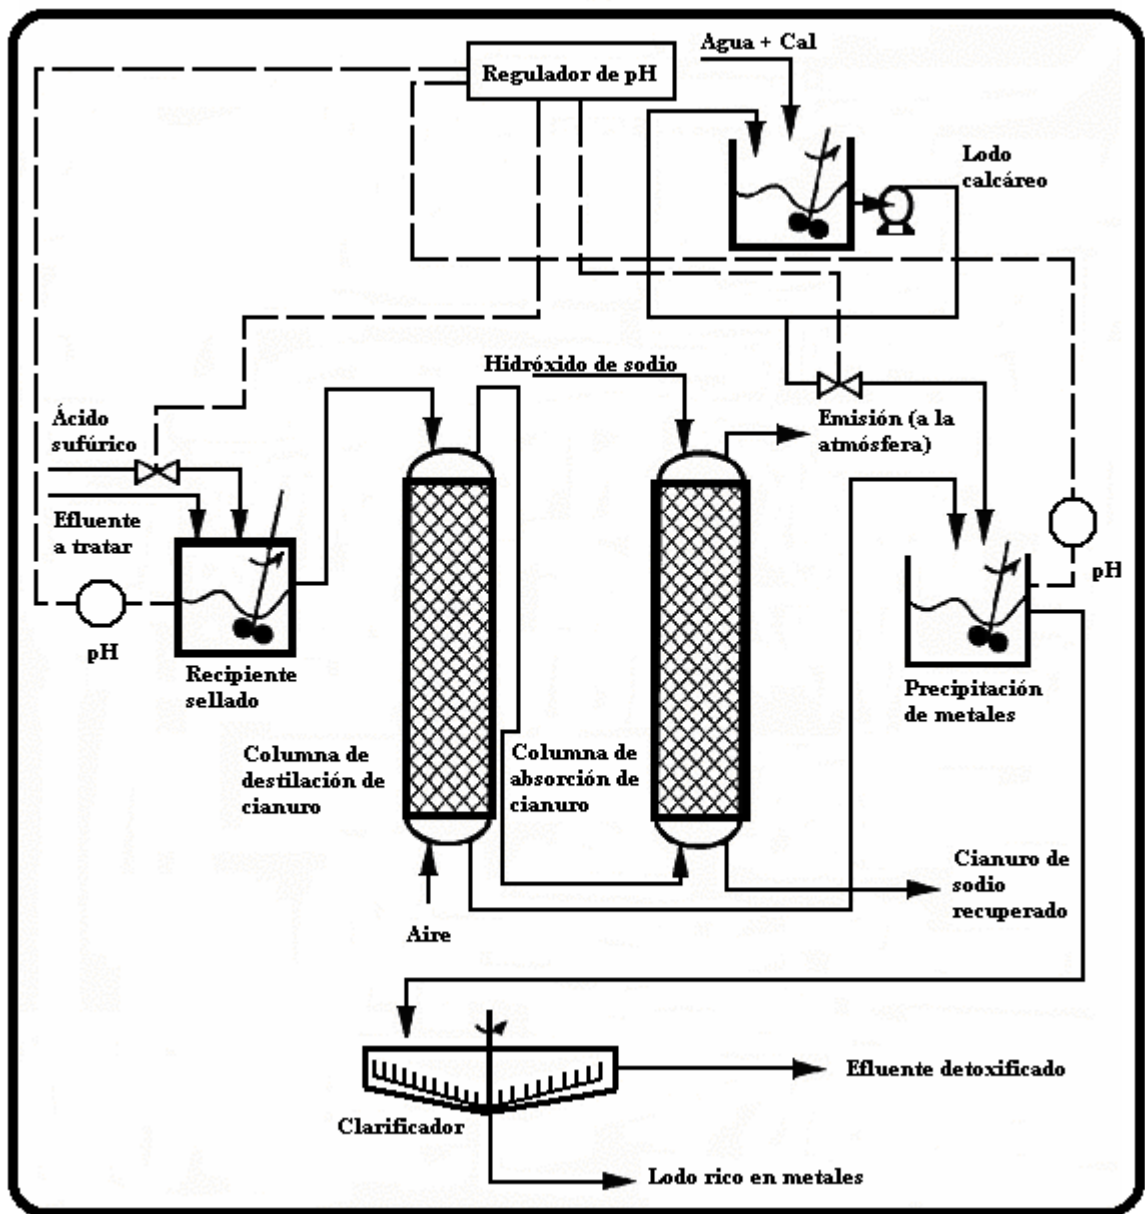 Agua + Cal
Regulador de pH
Lodo
calcáreo
Hidróxido de sodio
Ácido
sufúrico
Emisión (a la
atmósfera)
Efluente
a tratar
pH
pH
Recipiente
sellado
Precipitación
de metales
Columna de
destilación de
cianuro
Columna de
absorción de
cianuro
Cianuro de
sodio
recuperado
Aire
Efluente detoxificado
Clarificador
Lodo rico en metales